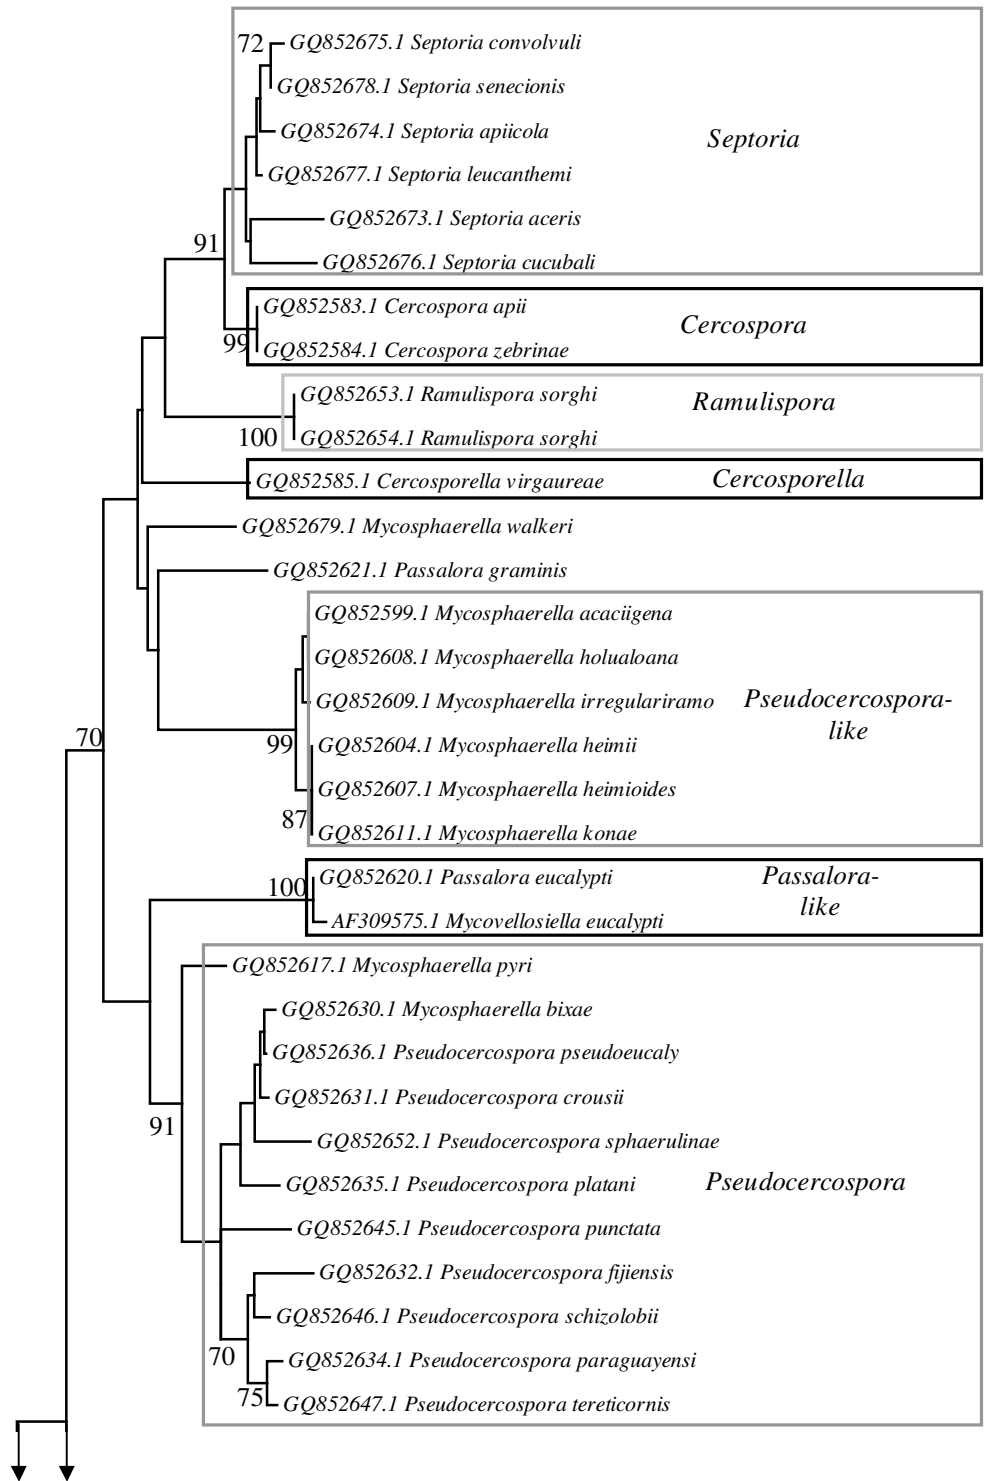 72
GQ852675.1 Septoria convolvuli
GQ852678.1 Septoria senecionis
GQ852674.1 Septoria apiicola
Septoria
GQ852677.1 Septoria leucanthemi
GQ852673.1 Septoria aceris
91
GQ852676.1 Septoria cucubali
GQ852583.1 Cercospora apii
Cercospora
99
GQ852584.1 Cercospora zebrinae
GQ852653.1 Ramulispora sorghi
Ramulispora
100
GQ852654.1 Ramulispora sorghi
GQ852585.1 Cercosporella virgaureae
Cercosporella
GQ852679.1 Mycosphaerella walkeri
GQ852621.1 Passalora graminis
GQ852599.1 Mycosphaerella acaciigena
GQ852608.1 Mycosphaerella holualoana
GQ852609.1 Mycosphaerella irregulariramo
Pseudocercospora-
like
70
99
GQ852604.1 Mycosphaerella heimii
GQ852607.1 Mycosphaerella heimioides
87
GQ852611.1 Mycosphaerella konae
100
GQ852620.1 Passalora eucalypti
Passalora-
like
AF309575.1 Mycovellosiella eucalypti
GQ852617.1 Mycosphaerella pyri
GQ852630.1 Mycosphaerella bixae
GQ852636.1 Pseudocercospora pseudoeucaly
GQ852631.1 Pseudocercospora crousii
91
GQ852652.1 Pseudocercospora sphaerulinae
GQ852635.1 Pseudocercospora platani
Pseudocercospora
GQ852645.1 Pseudocercospora punctata
GQ852632.1 Pseudocercospora fijiensis
GQ852646.1 Pseudocercospora schizolobii
70
GQ852634.1 Pseudocercospora paraguayensi
75
GQ852647.1 Pseudocercospora tereticornis